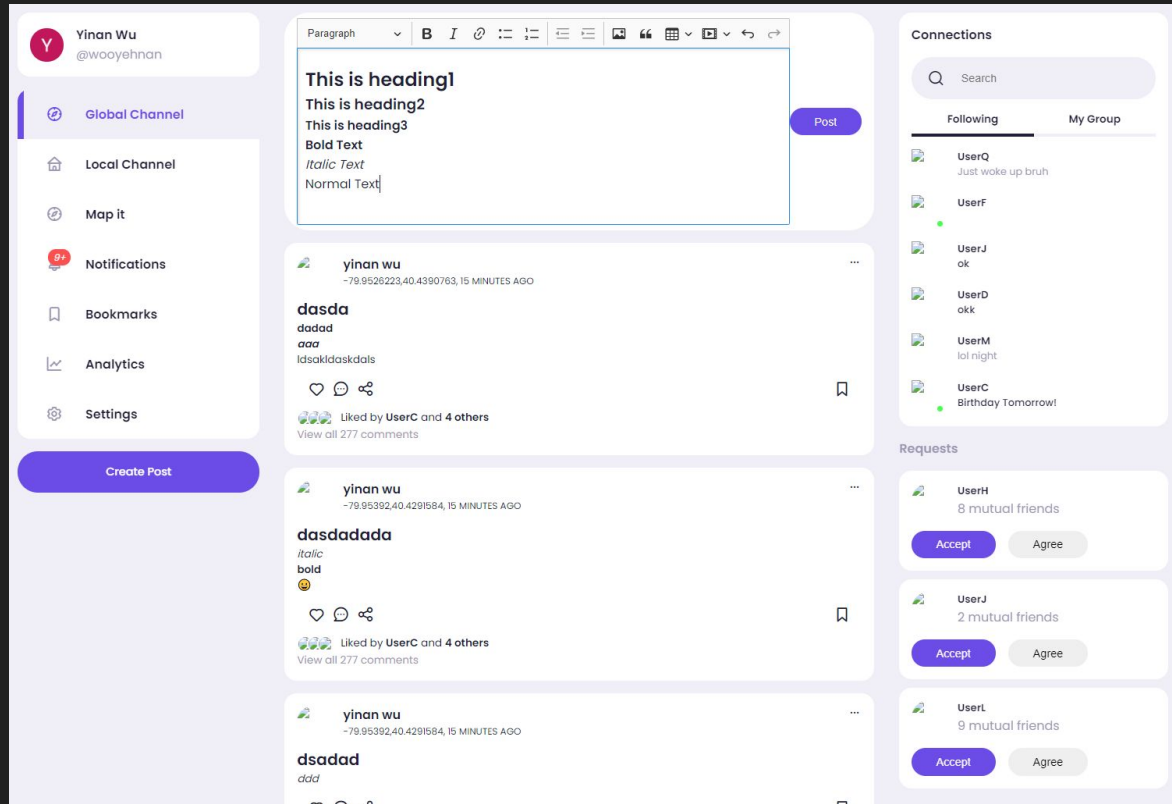 Y
Yinan Wu
@wooyehnan
Global Channel
Local Channel
Map it
9+
Notifications
Bookmarks
Analytics
Settings
Create Post
Paragraph
B I
This is heading1
This is heading2
This is heading3
Bold Text
Italic Text
Normal Text
Post
yinan wu
-79.9526223,40.4390763, 15 MINUTES AGO
dasda
dadad
aaa
ldsakldaskdals
Liked by UserC and 4 others
View all 277 comments
yinan wu
-79.95392,40.4291584, 15 MINUTES AGO
dasdadada
italic
bold
Liked by UserC and 4 others
View all 277 comments
yinan wu
-79.95392,40.4291584, 15 MINUTES AGO
dsadad
ddd
Connections
Search
Following My Group
UserQ
Just woke up bruh
UserF
UserJ
ok
UserD
okk
UserM
lol night
UserC
Birthday Tomorrow!
Requests
UserH
8 mutual friends
Accept Agree
UserJ
2 mutual friends
Accept Agree
UserL
9 mutual friends
Accept Agree